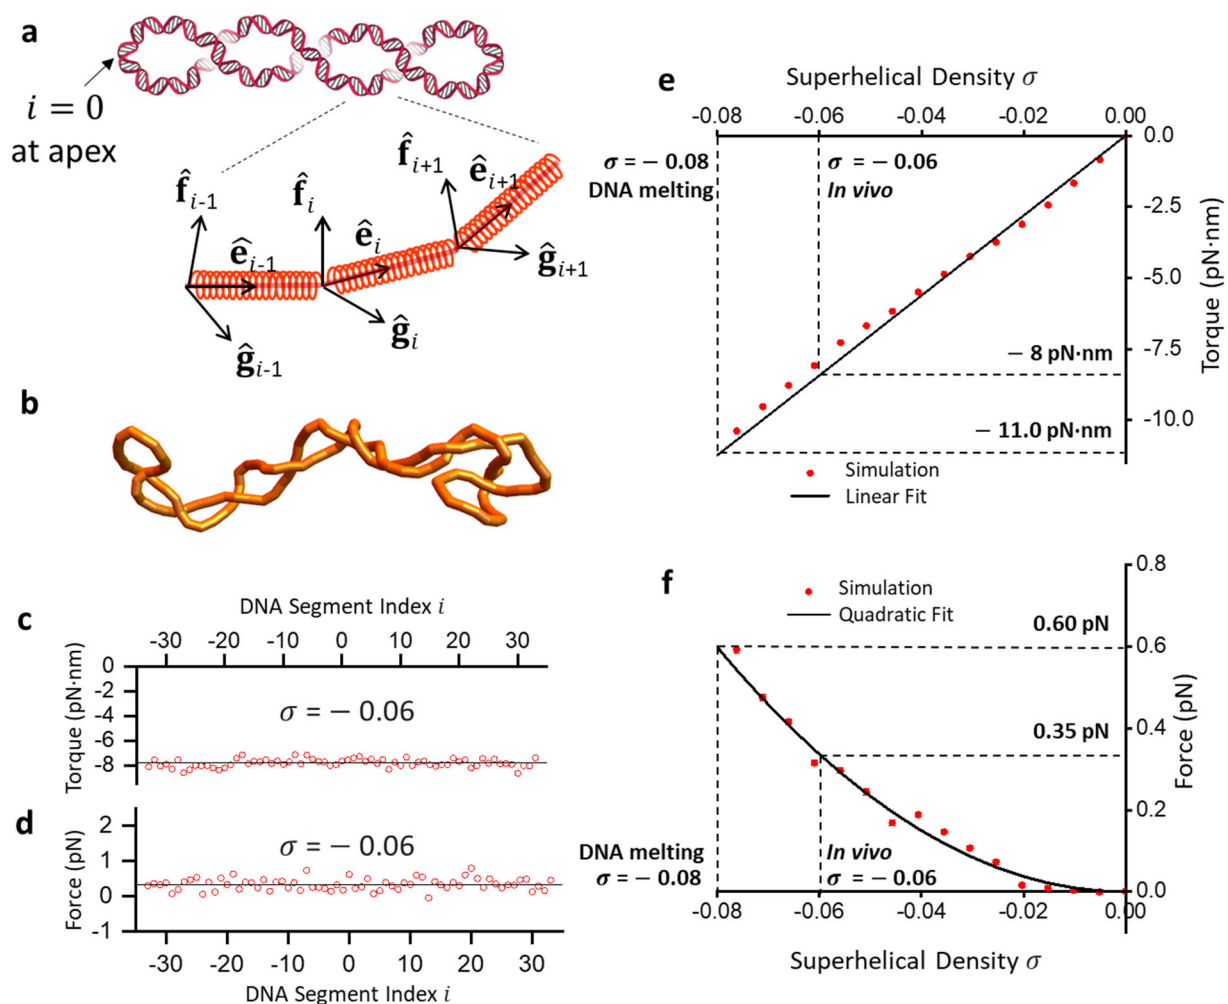 a
i = 0
at apex
f̂i-1
êi-1
ĝi-1
f̂i
êi
ĝi
f̂i+1
êi+1
ĝi+1
b
c
DNA Segment Index i
-30 -20 -10 0 10 20 30
Torque (pN·nm)
0
-2
-4
-6
-8
σ = − 0.06
d
Force (pN)
2
1
0
-1
σ = − 0.06
-30 -20 -10 0 10 20 30
DNA Segment Index i
e
Superhelical Density σ
-0.08 -0.06 -0.04 -0.02 0.00
σ = − 0.08
DNA melting
σ = − 0.06
In vivo
0.0
-2.5
-5.0
-7.5
-10.0
Torque (pN·nm)
− 8 pN·nm
− 11.0 pN·nm
Simulation
Linear Fit
f
Simulation
Quadratic Fit
0.60 pN
0.35 pN
0.8
0.6
0.4
0.2
0.0
Force (pN)
DNA melting
σ = − 0.08
In vivo
σ = − 0.06
-0.08 -0.06 -0.04 -0.02 0.00
Superhelical Density σ